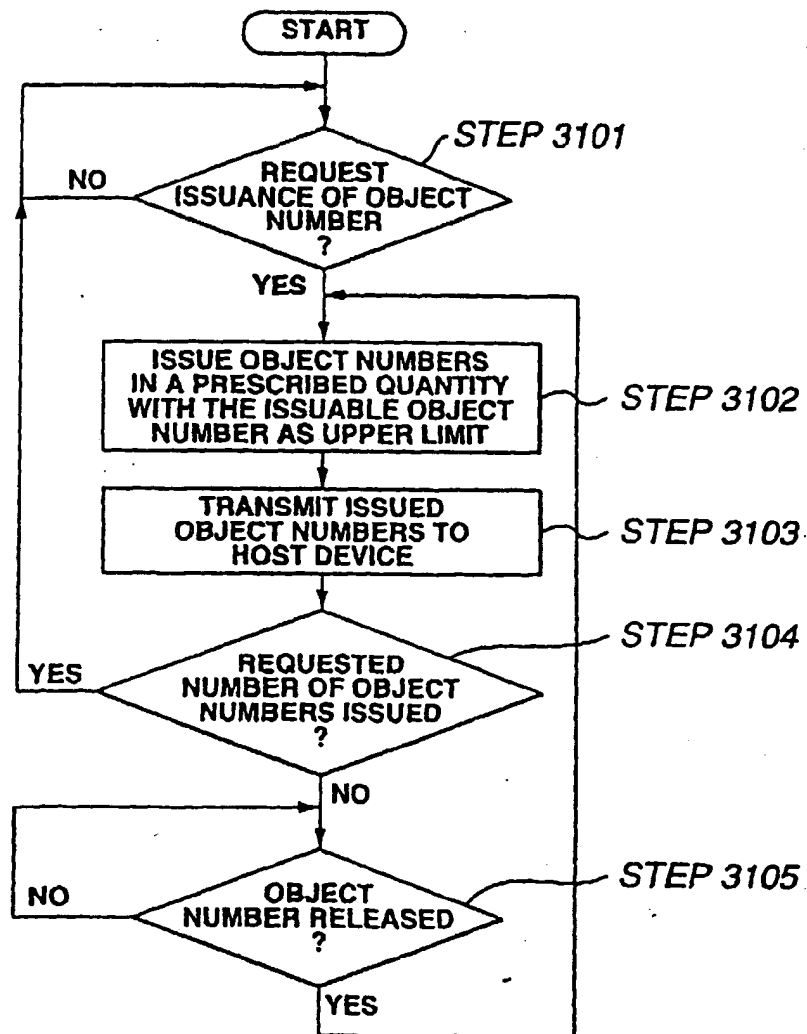 START
STEP 3101
REQUEST
ISSUANCE OF OBJECT
NUMBER
?
NO
YES
ISSUE OBJECT NUMBERS
IN A PRESCRIBED QUANTITY
WITH THE ISSUABLE OBJECT
NUMBER AS UPPER LIMIT
STEP 3102
TRANSMIT ISSUED
OBJECT NUMBERS TO
HOST DEVICE
STEP 3103
STEP 3104
REQUESTED
NUMBER OF OBJECT
NUMBERS ISSUED
?
YES
NO
STEP 3105
OBJECT
NUMBER RELEASED
?
NO
YES